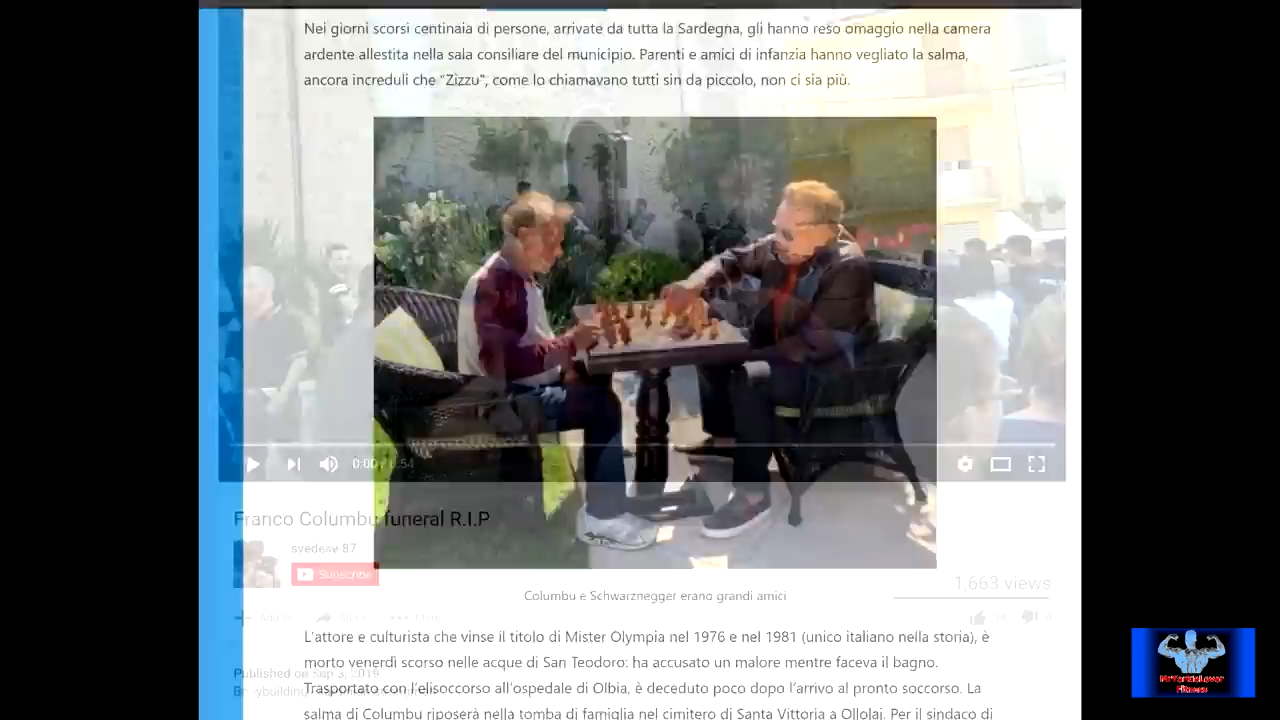 Nei giorni scorsi centinaia di persone, arrivate da tutta la Sardegna, gli hanno reso omaggio nella camera
ardente allestita nella sala consiliare del municipio. Parenti e amici di infanzia hanno vegliato la salma,
ancora increduli che "Zizzu", come lo chiamavano tutti sin da piccolo, non ci sia più.
0:00 / 0:54
Franco Columbu funeral R.I.P
svedese 87
Subscribe
1,663 views
Columbu e Schwarznegger erano grandi amici
L'attore e culturista che vinse il titolo di Mister Olympia nel 1976 e nel 1981 (unico italiano nella storia), è
morto venerdì scorso nelle acque di San Teodoro: ha accusato un malore mentre faceva il bagno.
Published on Sep 3, 2019
Trasportato con l'elisoccorso all'ospedale di Olbia, è deceduto poco dopo l'arrivo al pronto soccorso. La
salma di Columbu riposerà nella tomba di famiglia nel cimitero di Santa Vittoria a Ollolai. Per il sindaco di
Fitness